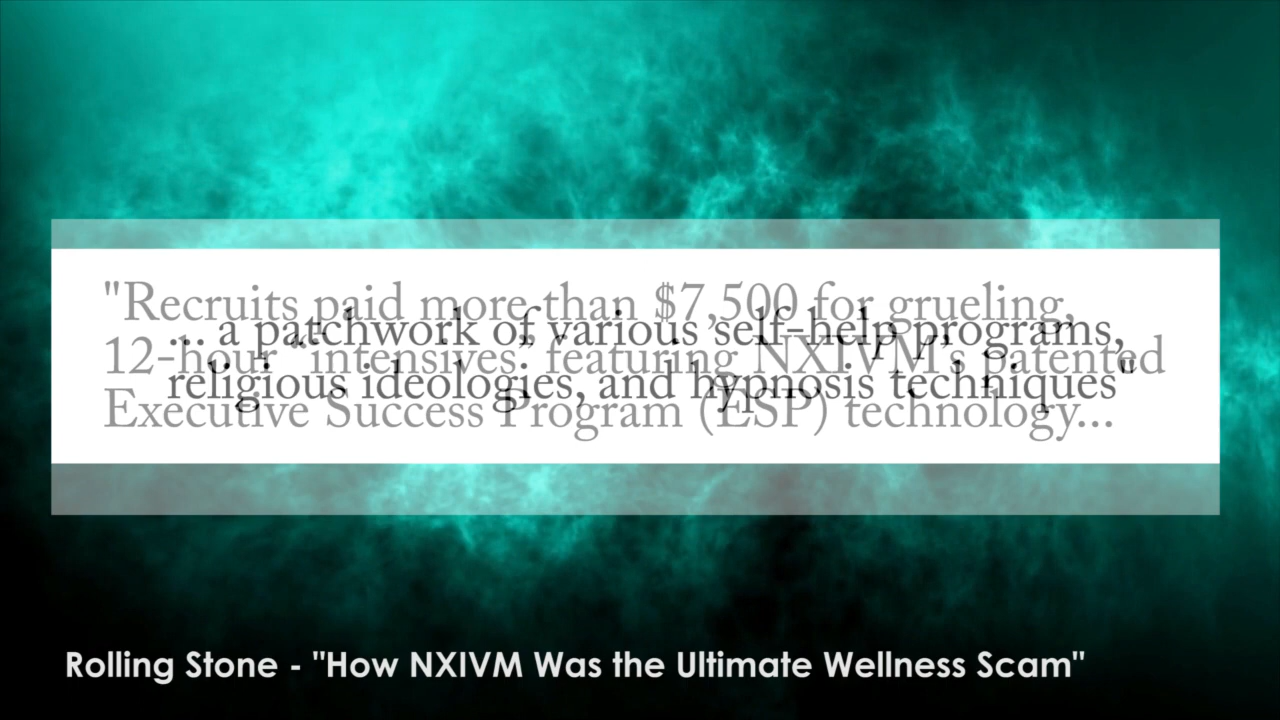 "Recruits paid more than $7,500 for grueling,
12-hour "intensives," featuring NXIVM's patented
Executive Success Program (ESP) technology...
... a patchwork of various self-help programs,
religious ideologies, and hypnosis techniques"
Rolling Stone - "How NXIVM Was the Ultimate Wellness Scam"